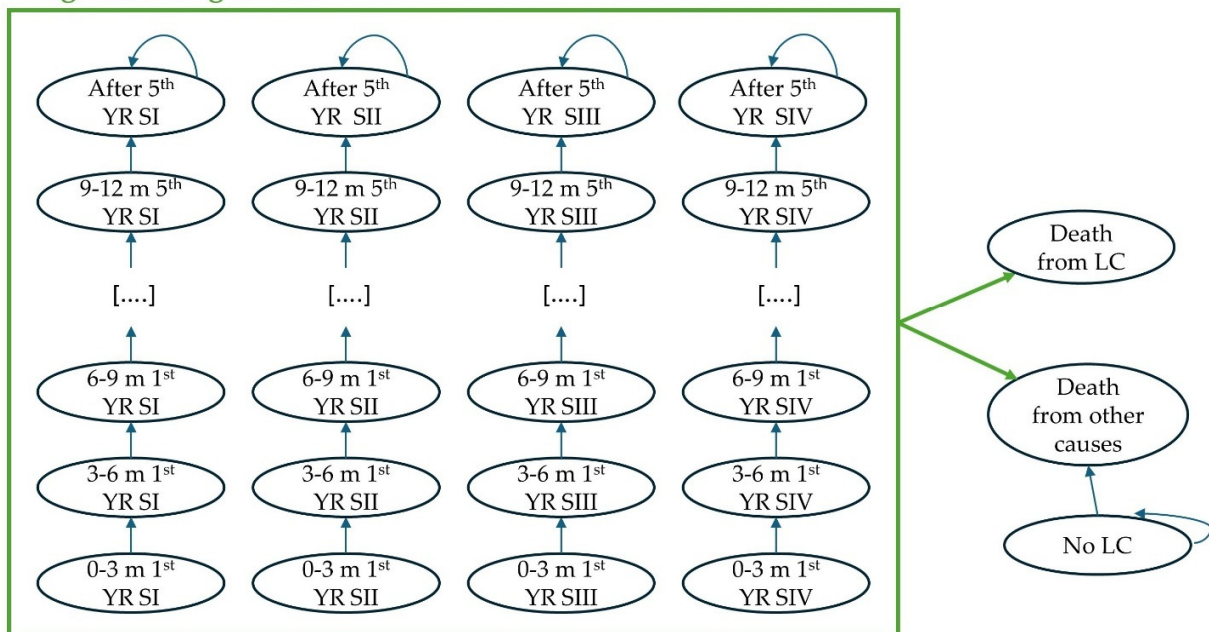 After 5th
YR SI
After 5th
YR SII
After 5th
YR SIII
After 5th
YR SIV
9-12 m 5th
YR SI
9-12 m 5th
YR SII
9-12 m 5th
YR SIII
9-12 m 5th
YR SIV
[....]
[....]
[....]
[....]
6-9 m 1st
YR SI
6-9 m 1st
YR SII
6-9 m 1st
YR SIII
6-9 m 1st
YR SIV
3-6 m 1st
YR SI
3-6 m 1st
YR SII
3-6 m 1st
YR SIII
3-6 m 1st
YR SIV
0-3 m 1st
YR SI
0-3 m 1st
YR SII
0-3 m 1st
YR SIII
0-3 m 1st
YR SIV
Death
from LC
Death
from other
causes
No LC